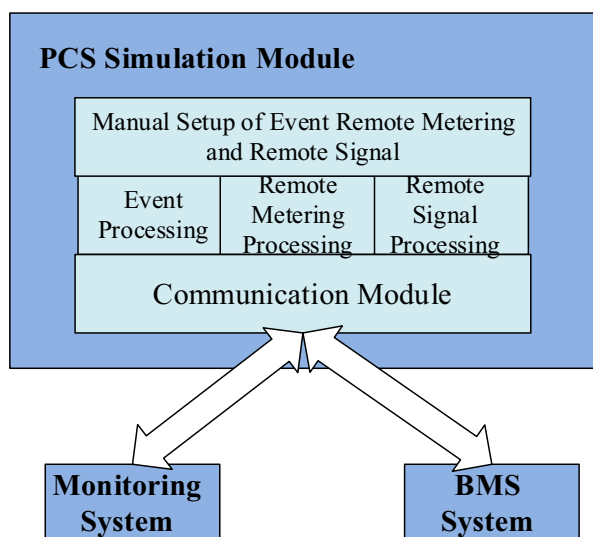 PCS Simulation Module
Manual Setup of Event Remote Metering
and Remote Signal
Event
Processing
Remote
Metering
Processing
Remote
Signal
Processing
Communication Module
Monitoring
System
BMS
System